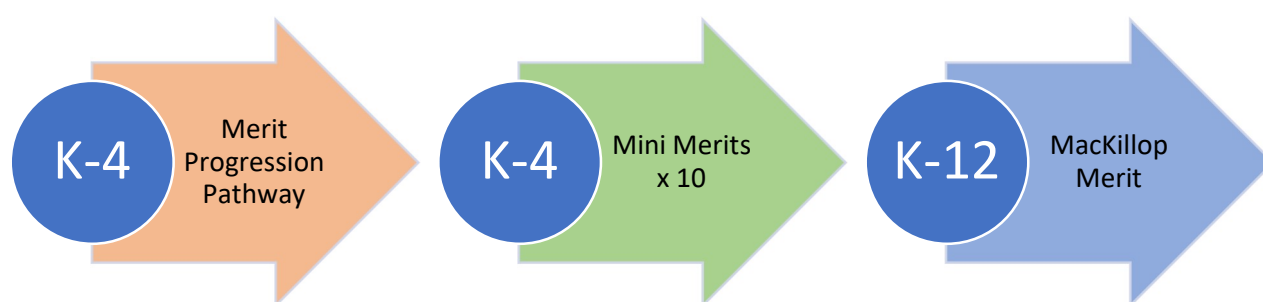 K-4
Merit
Progression
Pathway
K-4
Mini Merits
x 10
K-12
MacKillop
Merit